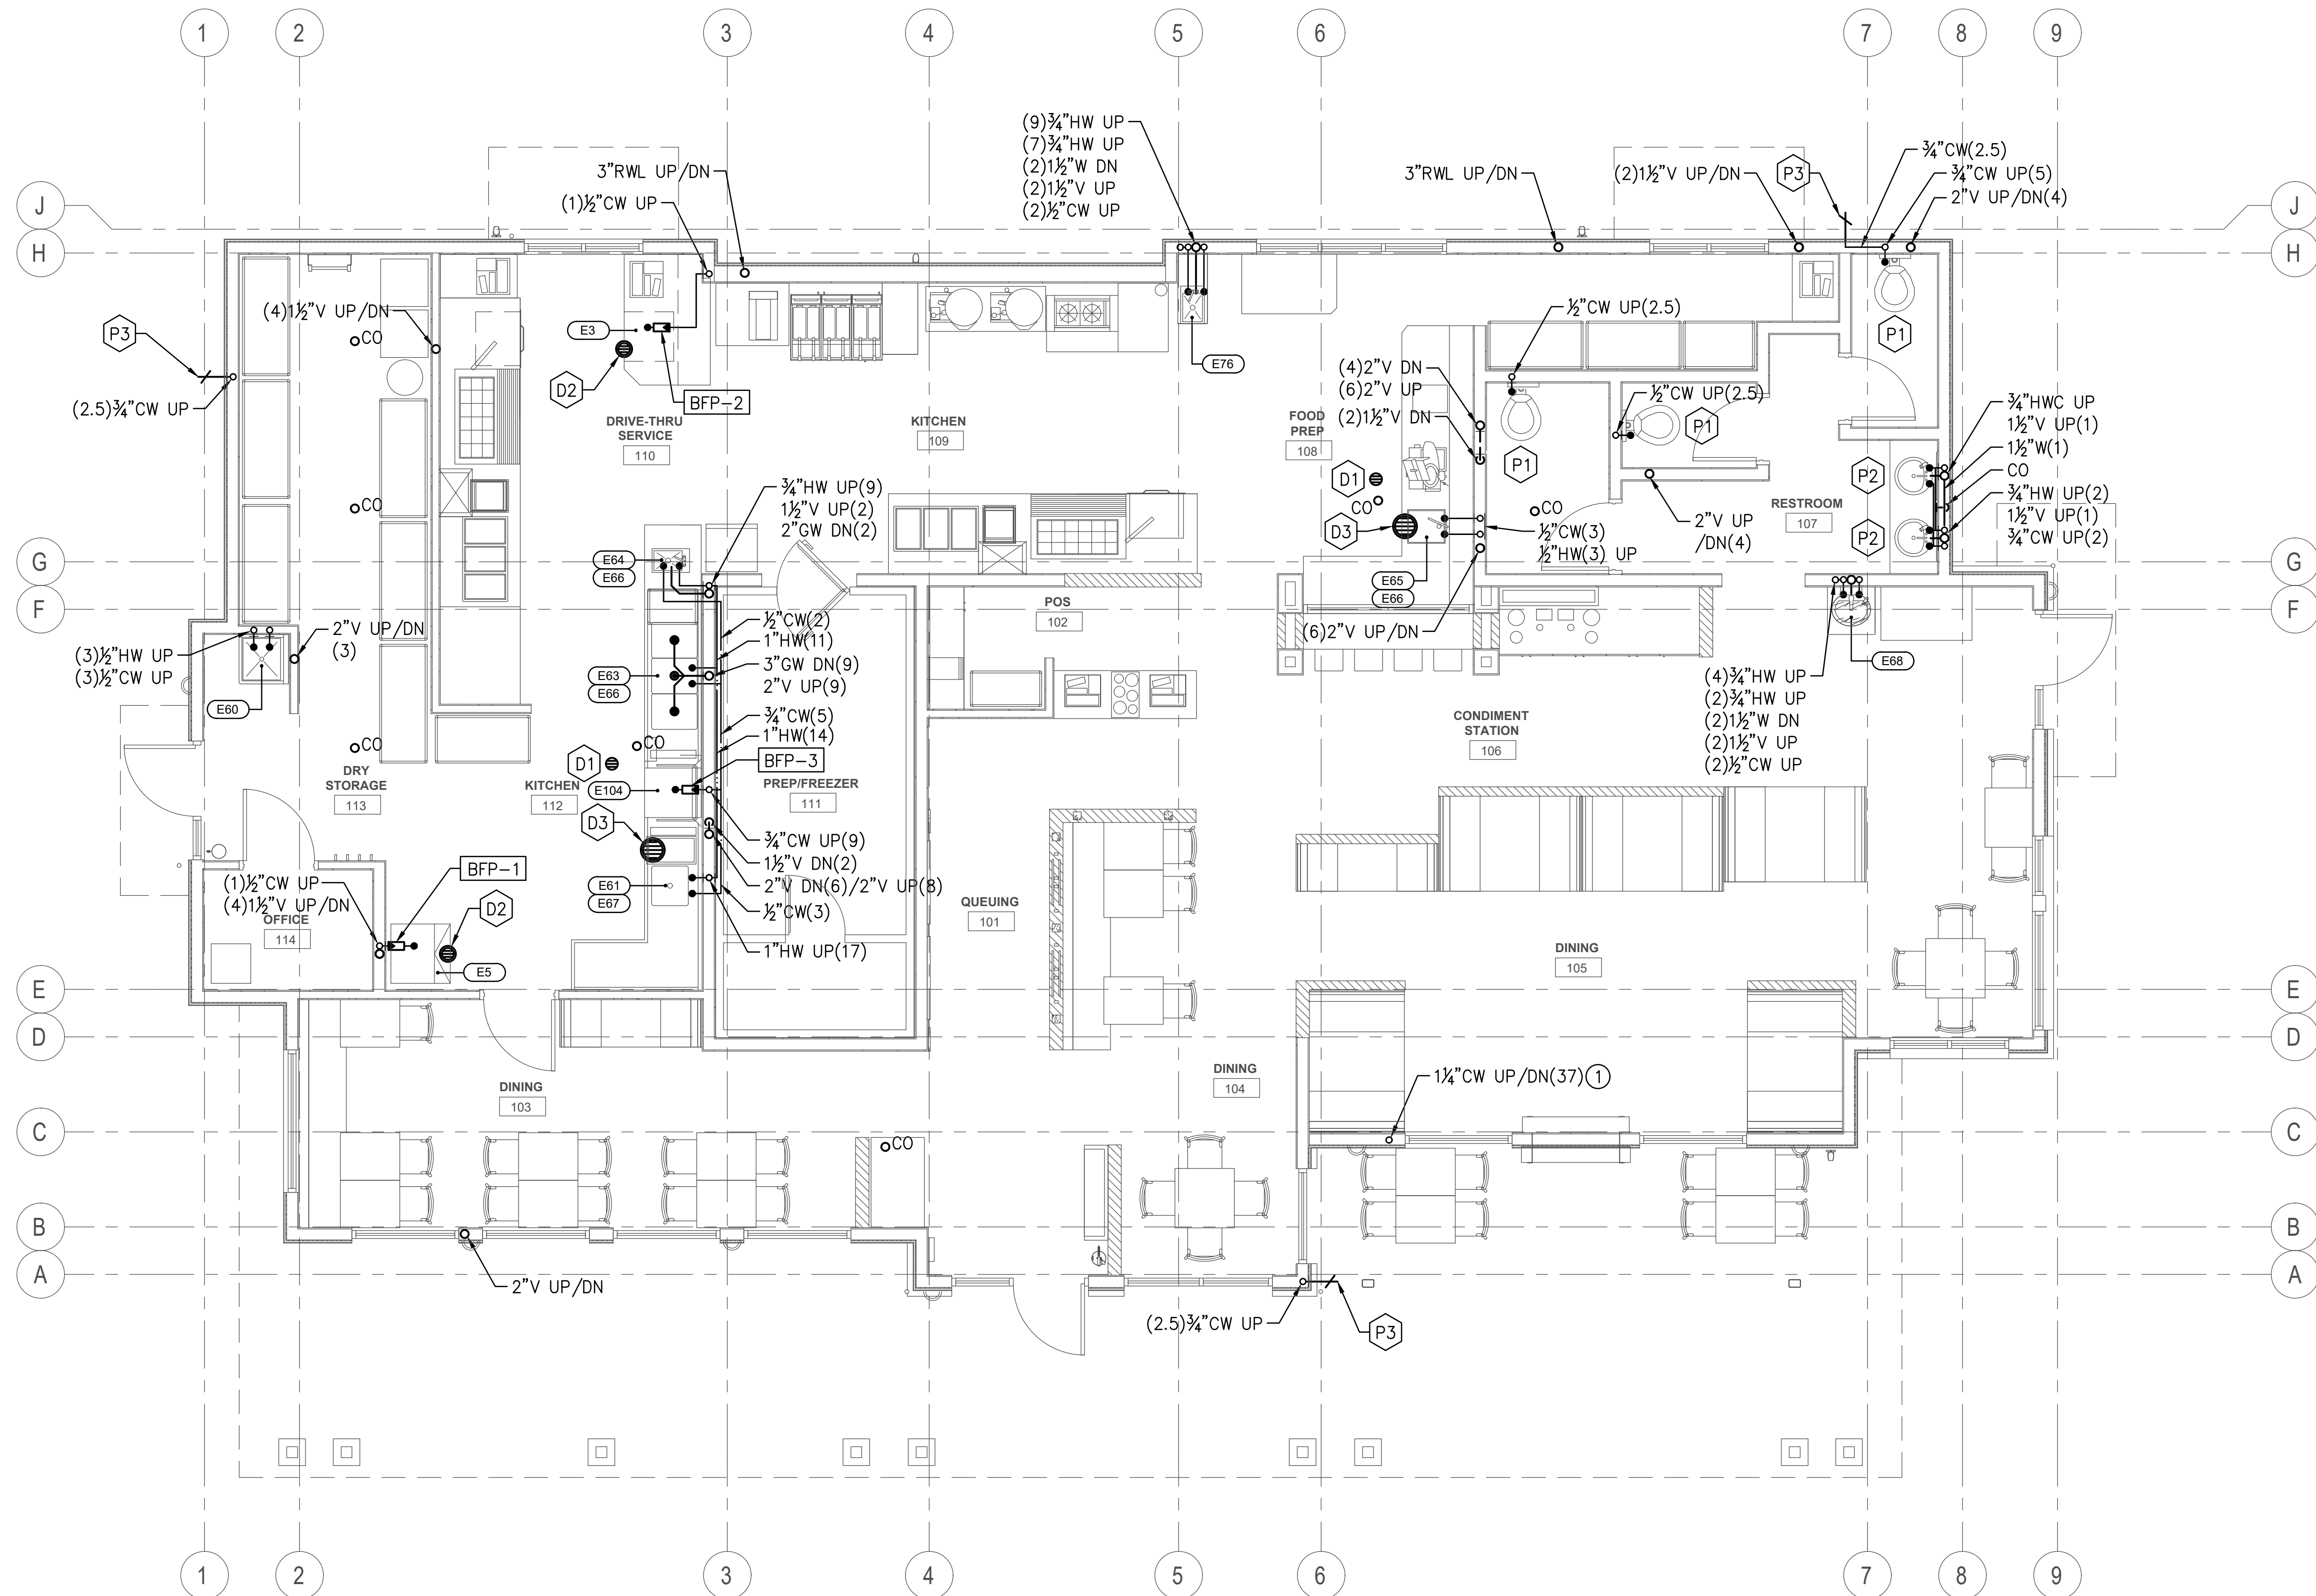 1
2
3
4
5
6
7
8
9
J
H
G
F
E
D
C
B
A
J
H
G
F
E
D
C
B
A
1
2
3
4
5
6
7
8
9
3"RWL UP/DN
(1)½"CW UP
(9)¾"HW UP
(7)¾"HW UP
(2)1½"W DN
(2)1½"V UP
(2)½"CW UP
3"RWL UP/DN
(2)1½"V UP/DN
P3
¾"CW(2.5)
¾"CW UP(5)
2"V UP/DN(4)
P3
(2.5)¾"CW UP
(4)1½"V UP/DN
CO
CO
CO
E3
D2
BFP-2
DRIVE-THRU
SERVICE
110
KITCHEN
109
E76
FOOD
PREP
108
(4)2"V DN
(6)2"V UP
(2)1½"V DN
½"CW UP(2.5)
½"CW UP(2.5)
P1
P1
P1
D1
CO
D3
CO
½"CW(3)
½"HW(3) UP
2"V UP
/DN(4)
RESTROOM
107
P2
P2
¾"HWC UP
1½"V UP(1)
1½"W(1)
CO
¾"HW UP(2)
1½"V UP(1)
¾"CW UP(2)
E65
E66
(6)2"V UP/DN
E68
(4)¾"HW UP
(2)¾"HW UP
(2)1½"W DN
(2)1½"V UP
(2)½"CW UP
¾"HW UP(9)
1½"V UP(2)
2"GW DN(2)
E64
E66
½"CW(2)
1"HW(11)
3"GW DN(9)
2"V UP(9)
E63
E66
¾"CW(5)
1"HW(14)
BFP-3
CO
D1
E104
PREP/FREEZER
111
D3
¾"CW UP(9)
1½"V DN(2)
2"V DN(6)/2"V UP(8)
½"CW(3)
1"HW UP(17)
E61
E67
POS
102
QUEUING
101
CONDIMENT
STATION
106
DINING
105
2"V UP/DN
(3)
(3)½"HW UP
(3)½"CW UP
E60
DRY
STORAGE
113
KITCHEN
112
(1)½"CW UP
(4)1½"V UP/DN
OFFICE
114
BFP-1
D2
E5
DINING
103
DINING
104
1¼"CW UP/DN(37) 1
CO
2"V UP/DN
(2.5)¾"CW UP
P3